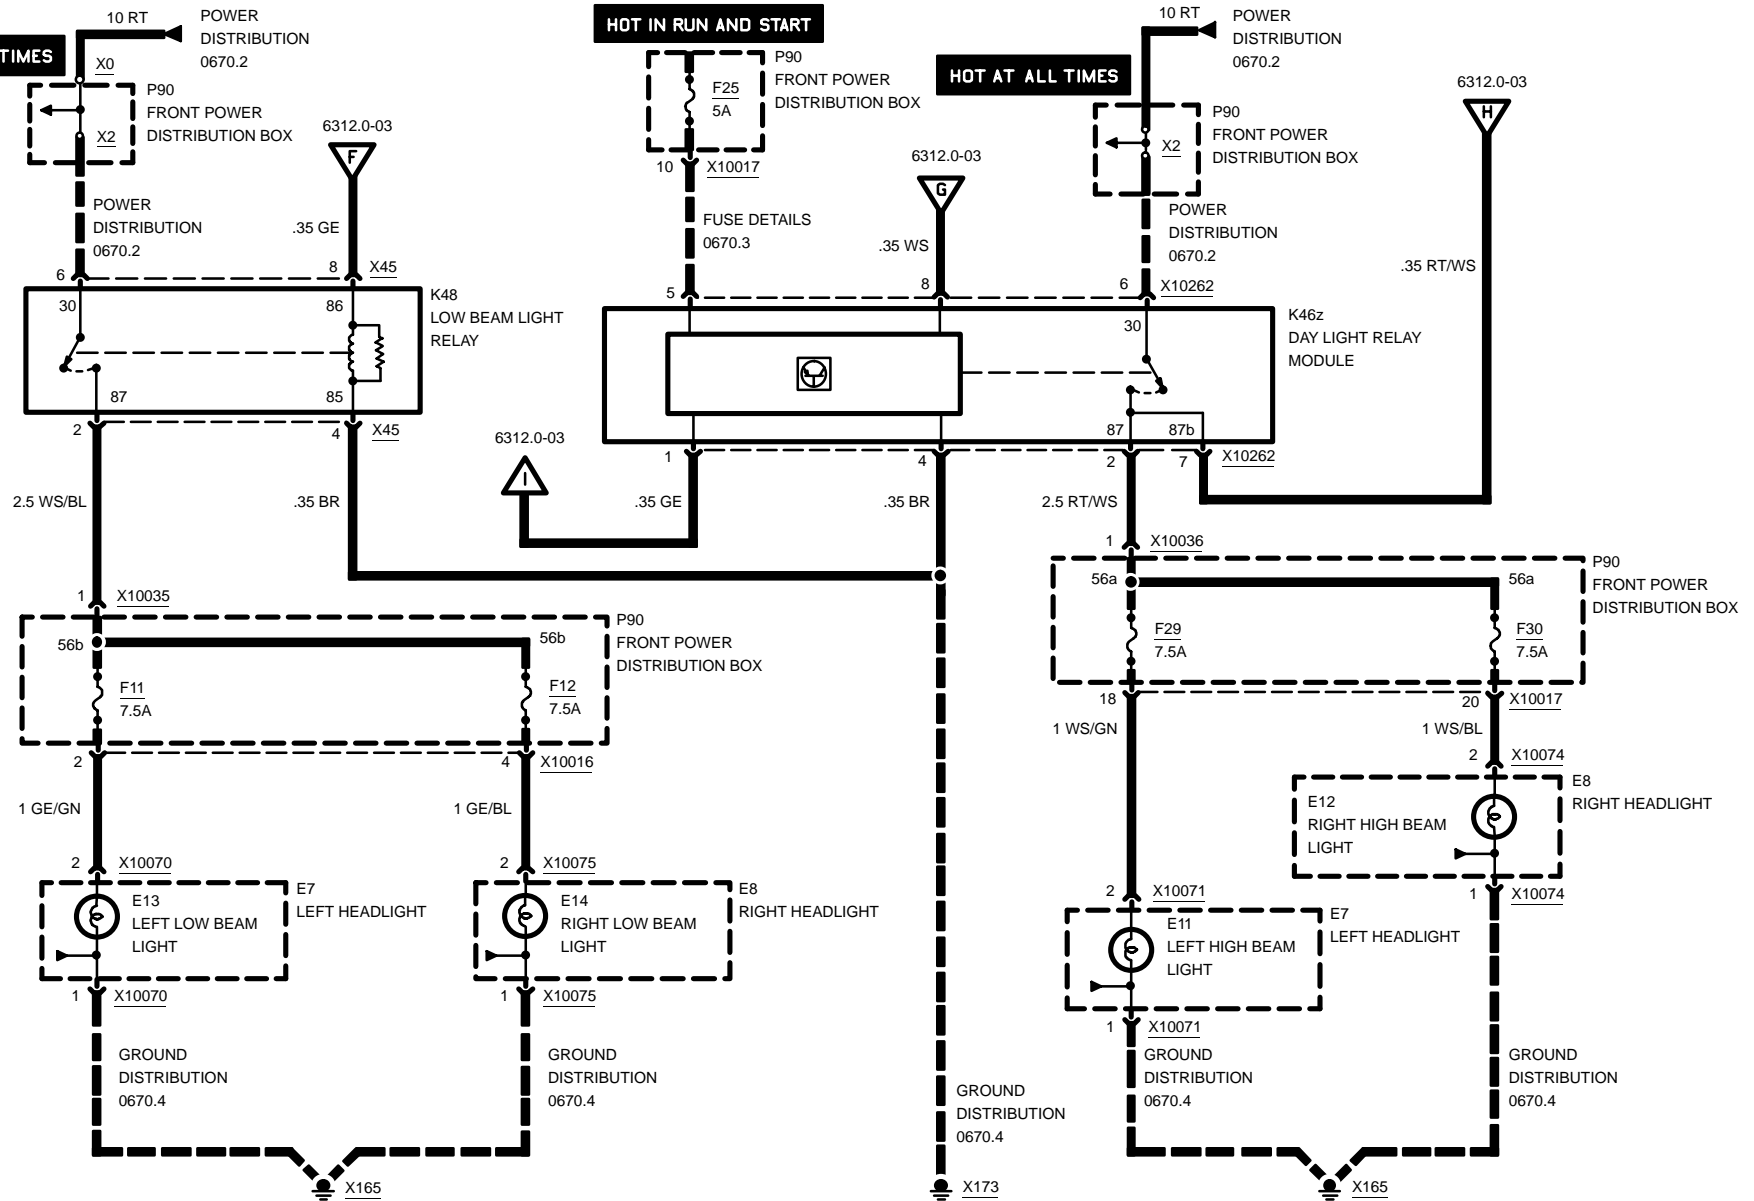 10 RT
POWER
DISTRIBUTION
0670.2
TIMES
X0
P90
FRONT POWER
DISTRIBUTION BOX
X2
6312.0-03
F
POWER
DISTRIBUTION
0670.2
.35 GE
6
8
X45
30
86
K48
LOW BEAM LIGHT
RELAY
87
85
2
4
X45
2.5 WS/BL
.35 BR
HOT IN RUN AND START
P90
FRONT POWER
DISTRIBUTION BOX
F25
5A
10
X10017
FUSE DETAILS
0670.3
6312.0-03
G
.35 WS
HOT AT ALL TIMES
10 RT
POWER
DISTRIBUTION
0670.2
P90
FRONT POWER
DISTRIBUTION BOX
X2
POWER
DISTRIBUTION
0670.2
6312.0-03
H
.35 RT/WS
5
8
6
X10262
30
K46z
DAY LIGHT RELAY
MODULE
87
87b
1
4
2
7
X10262
6312.0-03
I
.35 GE
.35 BR
2.5 RT/WS
1
X10035
P90
FRONT POWER
DISTRIBUTION BOX
56b
56b
F11
7.5A
F12
7.5A
2
4
X10016
1 GE/GN
1 GE/BL
2
X10070
2
X10075
E7
LEFT HEADLIGHT
E13
LEFT LOW BEAM
LIGHT
E8
RIGHT HEADLIGHT
E14
RIGHT LOW BEAM
LIGHT
1
X10070
1
X10075
GROUND
DISTRIBUTION
0670.4
GROUND
DISTRIBUTION
0670.4
X165
GROUND
DISTRIBUTION
0670.4
X173
1
X10036
P90
FRONT POWER
DISTRIBUTION BOX
56a
56a
F29
7.5A
F30
7.5A
18
20
X10017
1 WS/GN
1 WS/BL
2
X10074
E8
RIGHT HEADLIGHT
E12
RIGHT HIGH BEAM
LIGHT
1
X10074
2
X10071
E7
LEFT HEADLIGHT
E11
LEFT HIGH BEAM
LIGHT
1
X10071
GROUND
DISTRIBUTION
0670.4
GROUND
DISTRIBUTION
0670.4
X165